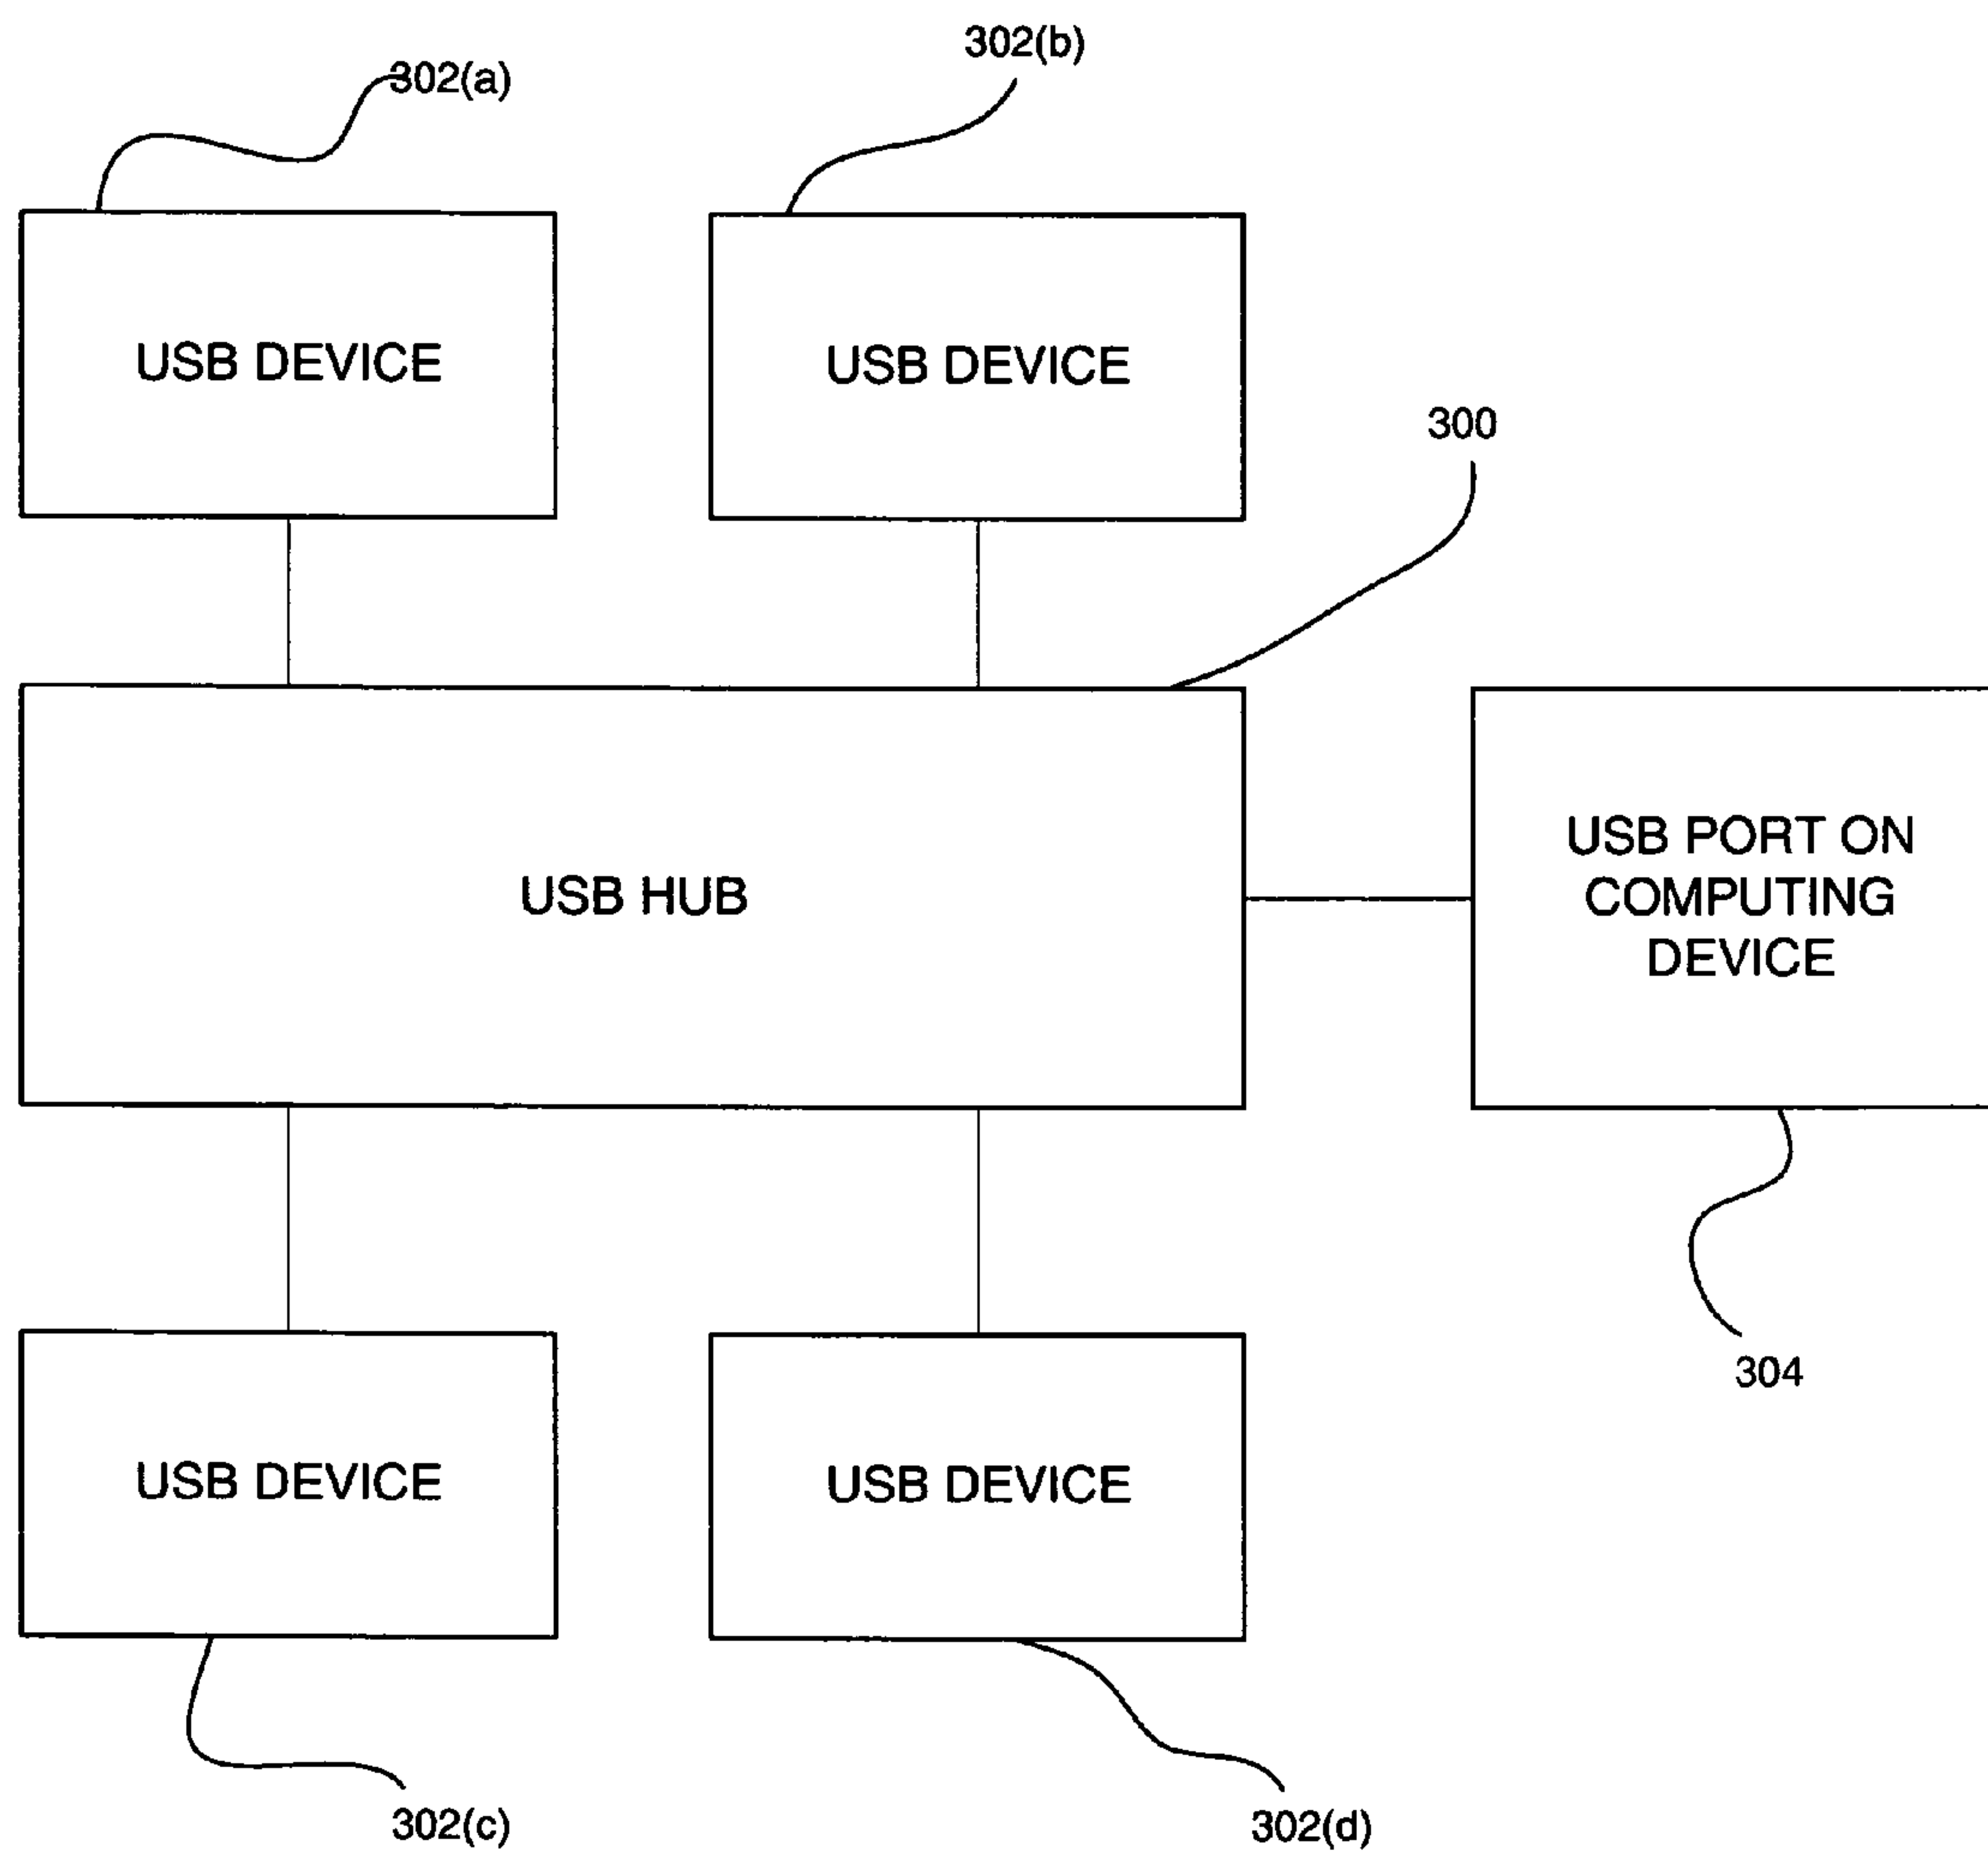 302(a)
302(b)
USB DEVICE
USB DEVICE
300
USB HUB
USB PORT ON
COMPUTING
DEVICE
304
USB DEVICE
USB DEVICE
302(c)
302(d)